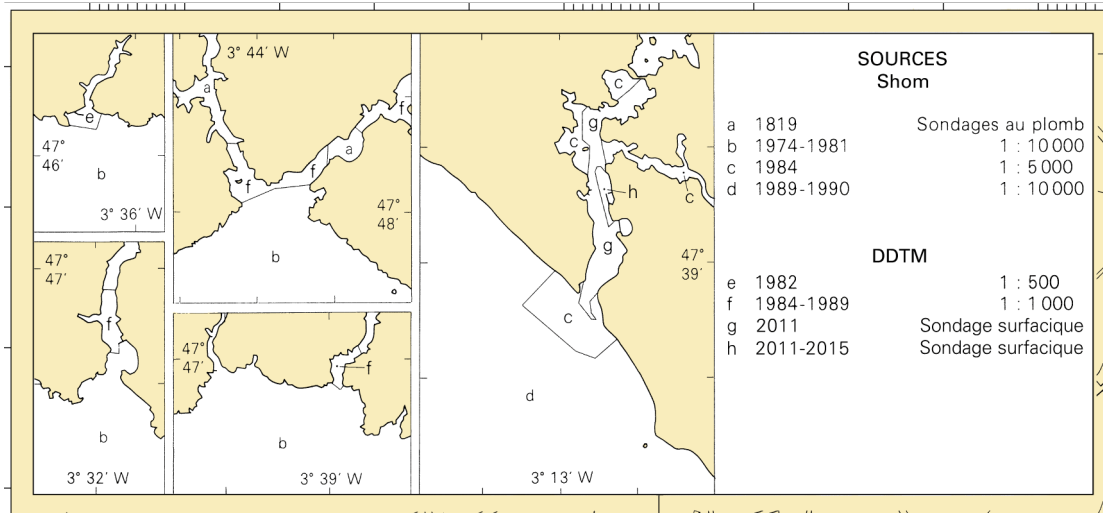 e
47°
46'
b
3° 36' W
47°
47'
f
b
3° 32' W
3° 44' W
a
f
a
f
f
47°
48'
b
47°
47'
f
b
3° 39' W
c
g
c
h
c
g
47°
39'
c
d
3° 13' W
SOURCES
Shom
a 1819 Sondages au plomb
b 1974-1981 1 : 10 000
c 1984 1 : 5 000
d 1989-1990 1 : 10 000
DDTM
e 1982 1 : 500
f 1984-1989 1 : 1 000
g 2011 Sondage surfacique
h 2011-2015 Sondage surfacique